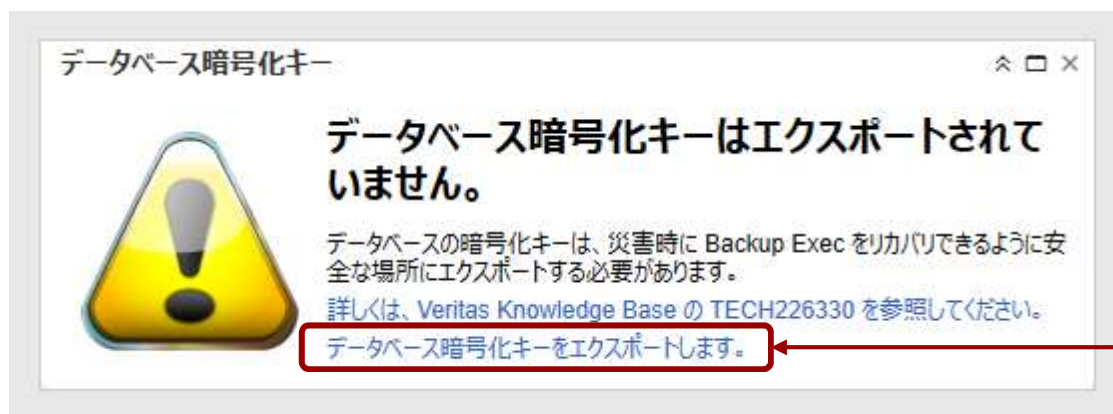 データベース暗号化キー
データベース暗号化キーはエクスポートされて
いません。
データベースの暗号化キーは、災害時に Backup Exec をリカバリできるように安
全な場所にエクスポートする必要があります。
詳しくは、Veritas Knowledge Base の TECH226330 を参照してください。
データベース暗号化キーをエクスポートします。